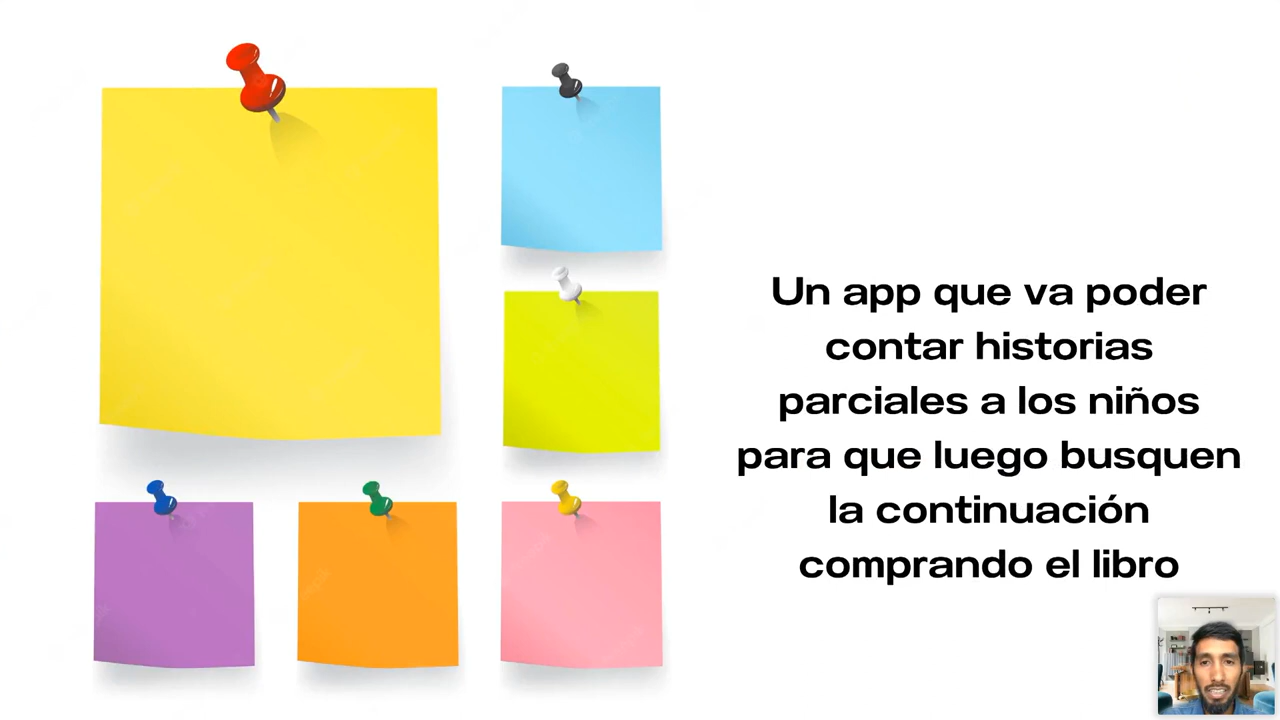 Un app que va poder
contar historias
parciales a los niños
para que luego busquen
la continuación
comprando el libro